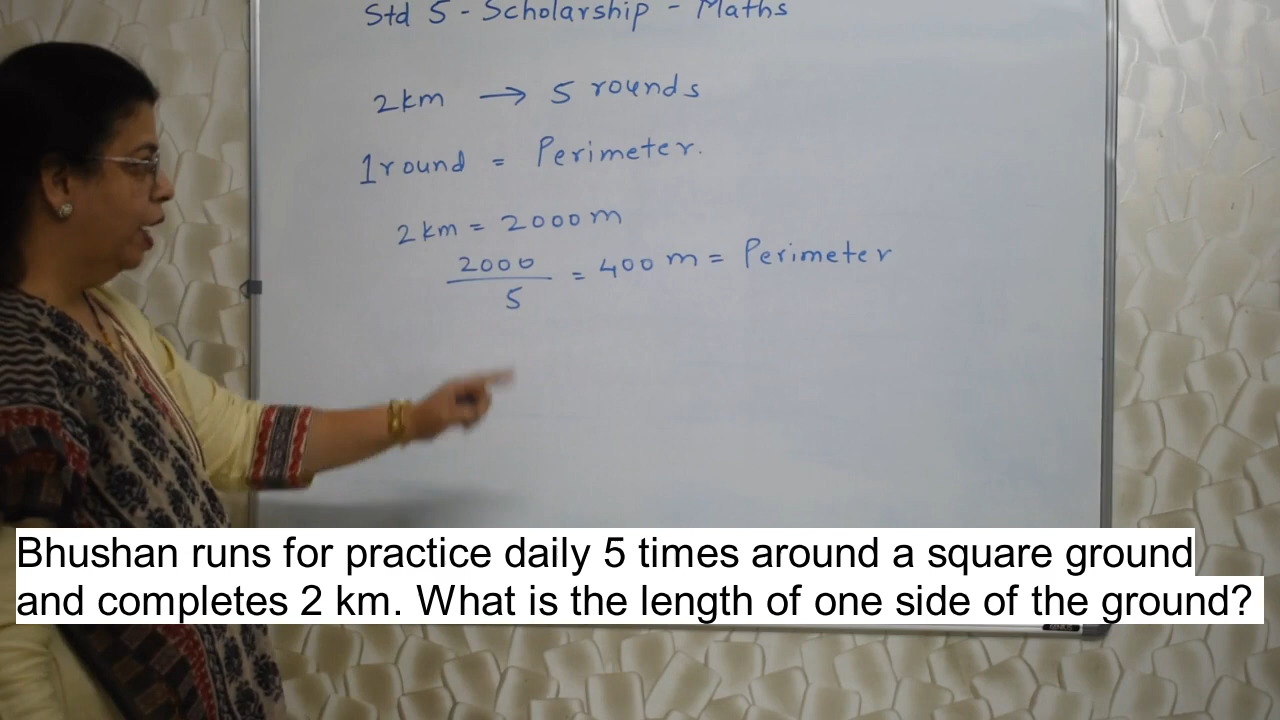 Std 5 - Scholarship - Maths
2km → 5 rounds
1round = Perimeter.
2km = 2000m
2000
5
= 400 m = Perimeter
Bhushan runs for practice daily 5 times around a square ground
and completes 2 km. What is the length of one side of the ground?